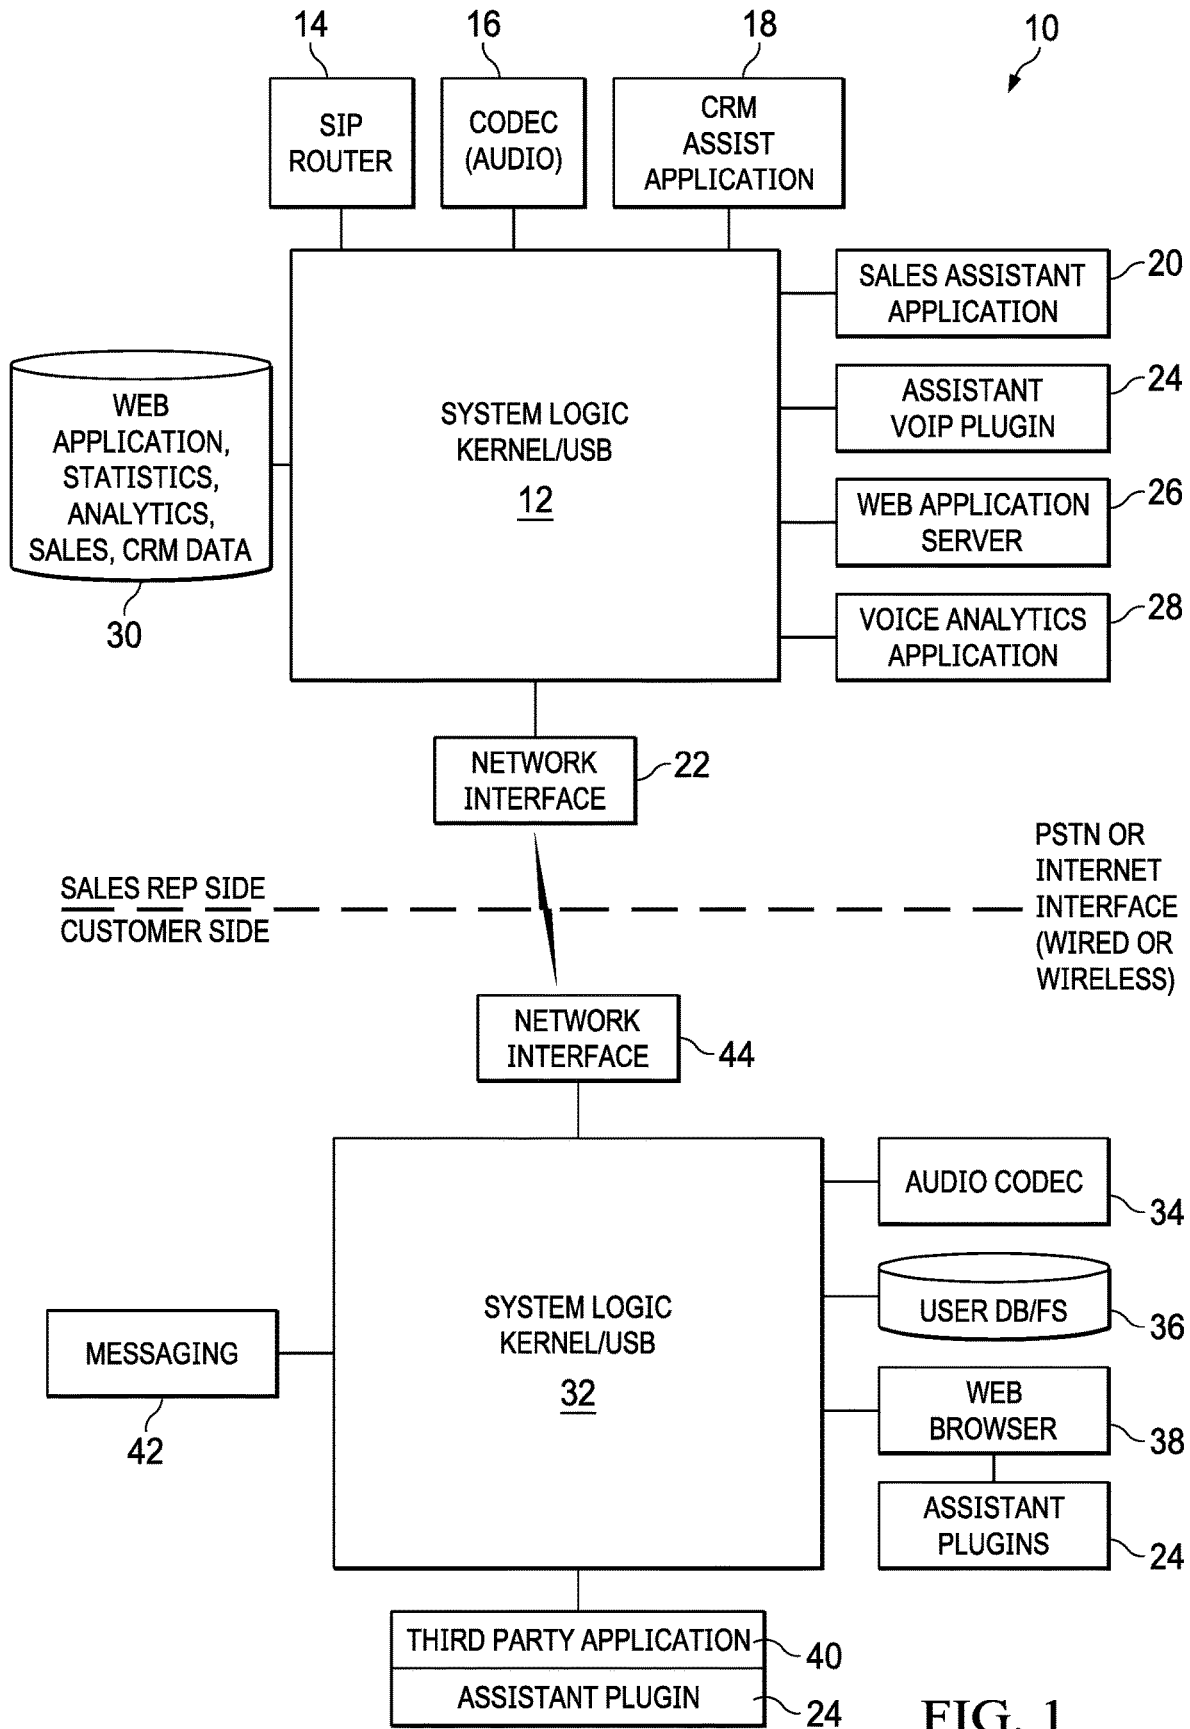 14
16
18
10
SIP
ROUTER
CODEC
(AUDIO)
CRM
ASSIST
APPLICATION
SALES ASSISTANT
APPLICATION
20
WEB
APPLICATION,
STATISTICS,
ANALYTICS,
SALES, CRM DATA
30
SYSTEM LOGIC
KERNEL/USB
12
ASSISTANT
VOIP PLUGIN
24
WEB APPLICATION
SERVER
26
VOICE ANALYTICS
APPLICATION
28
NETWORK
INTERFACE
22
SALES REP SIDE
CUSTOMER SIDE
PSTN OR
INTERNET
INTERFACE
(WIRED OR
WIRELESS)
NETWORK
INTERFACE
44
AUDIO CODEC
34
USER DB/FS
36
SYSTEM LOGIC
KERNEL/USB
32
MESSAGING
42
WEB
BROWSER
38
ASSISTANT
PLUGINS
24
THIRD PARTY APPLICATION
40
ASSISTANT PLUGIN
24
FIG. 1